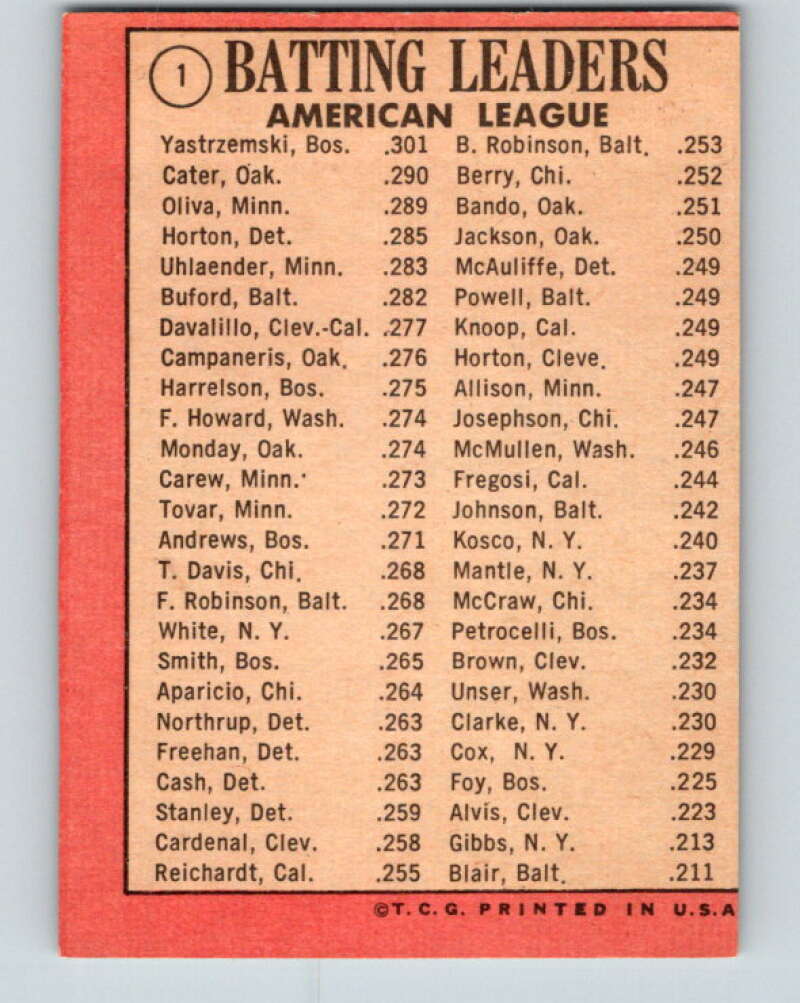 1 BATTING LEADERS
AMERICAN LEAGUE
Yastrzemski, Bos. .301 B. Robinson, Balt. .253
Cater, Oak. .290 Berry, Chi. .252
Oliva, Minn. .289 Bando, Oak. .251
Horton, Det. .285 Jackson, Oak. .250
Uhlaender, Minn. .283 McAuliffe, Det. .249
Buford, Balt. .282 Powell, Balt. .249
Davalillo, Clev.-Cal. .277 Knoop, Cal. .249
Campaneris, Oak. .276 Horton, Cleve. .249
Harrelson, Bos. .275 Allison, Minn. .247
F. Howard, Wash. .274 Josephson, Chi. .247
Monday, Oak. .274 McMullen, Wash. .246
Carew, Minn. .273 Fregosi, Cal. .244
Tovar, Minn. .272 Johnson, Balt. .242
Andrews, Bos. .271 Kosco, N. Y. .240
T. Davis, Chi. .268 Mantle, N. Y. .237
F. Robinson, Balt. .268 McCraw, Chi. .234
White, N. Y. .267 Petrocelli, Bos. .234
Smith, Bos. .265 Brown, Clev. .232
Aparicio, Chi. .264 Unser, Wash. .230
Northrup, Det. .263 Clarke, N. Y. .230
Freehan, Det. .263 Cox, N. Y. .229
Cash, Det. .263 Foy, Bos. .225
Stanley, Det. .259 Alvis, Clev. .223
Cardenal, Clev. .258 Gibbs, N. Y. .213
Reichardt, Cal. .255 Blair, Balt. .211
©T. C. G. PRINTED IN U.S.A